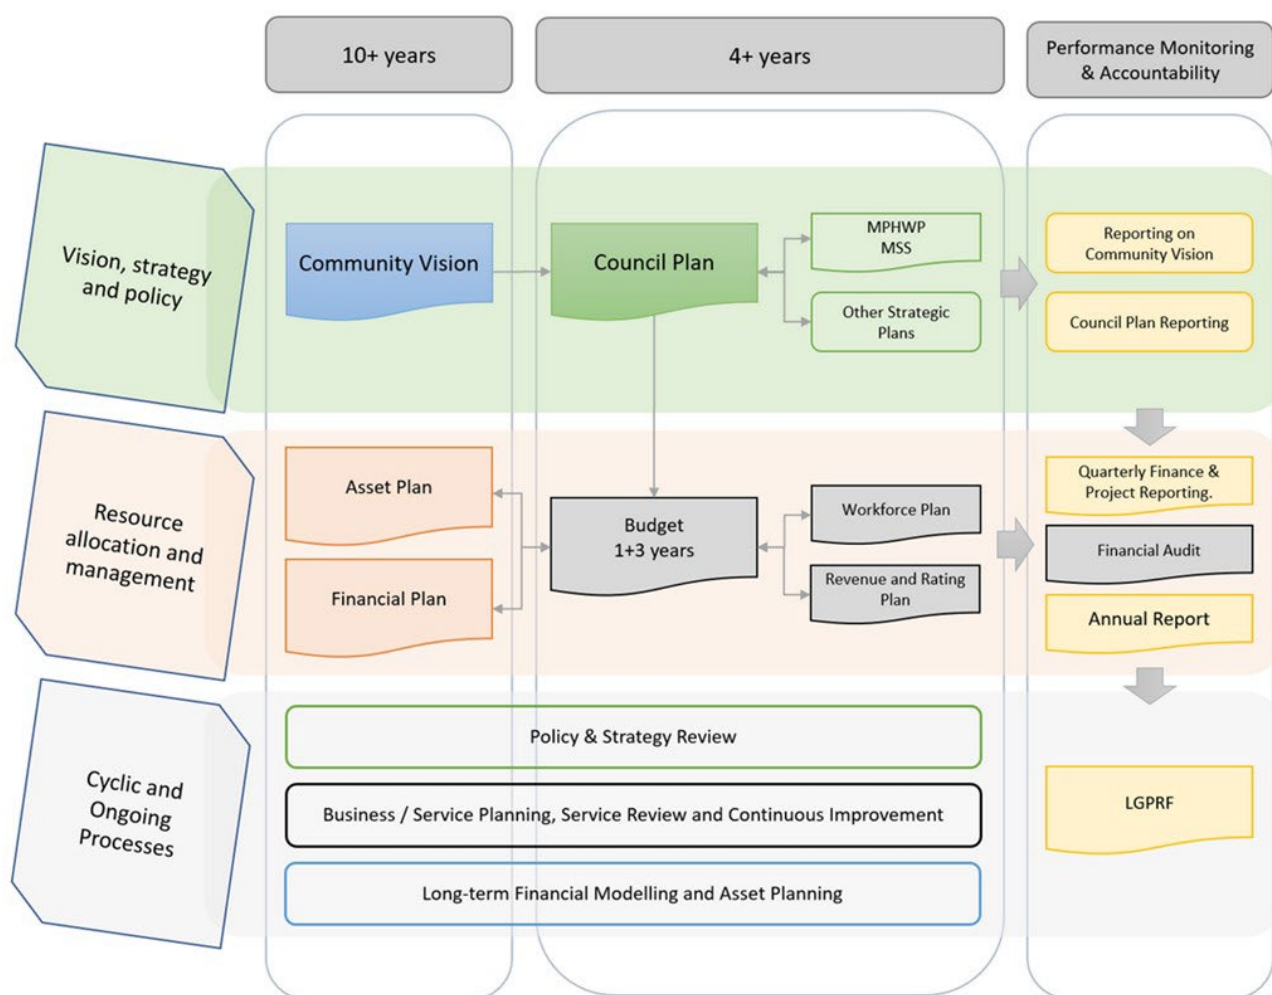 10+ years
4+ years
Performance Monitoring
& Accountability
Vision, strategy
and policy
Community Vision
Council Plan
MPHWP
MSS
Other Strategic
Plans
Reporting on
Community Vision
Council Plan Reporting
Resource
allocation and
management
Asset Plan
Financial Plan
Budget
1+3 years
Workforce Plan
Revenue and Rating
Plan
Quarterly Finance &
Project Reporting.
Financial Audit
Annual Report
Cyclic and
Ongoing
Processes
Policy & Strategy Review
Business / Service Planning, Service Review and Continuous Improvement
Long-term Financial Modelling and Asset Planning
LGPRF